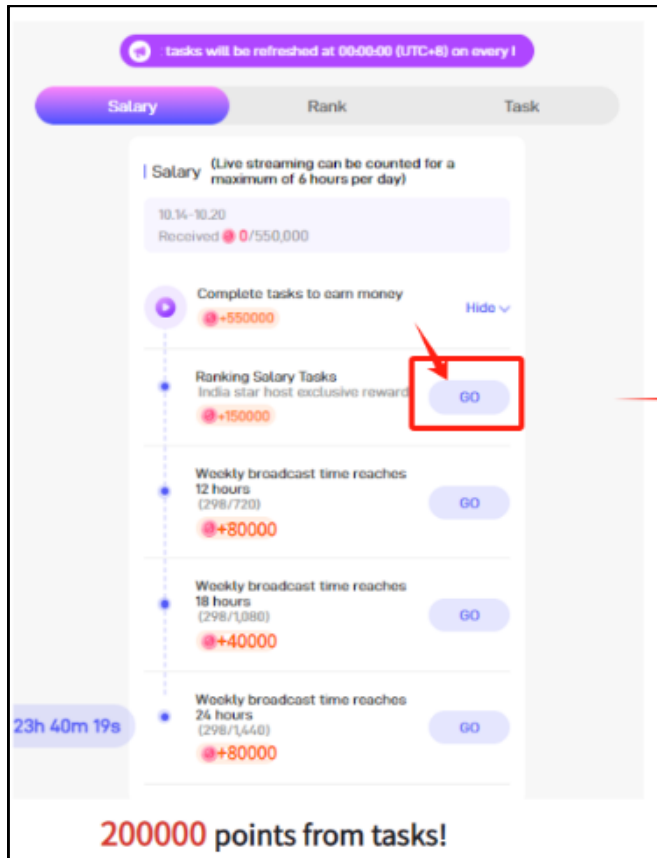 tasks will be refreshed at 00:00:00 (UTC+8) on every
Salary
Rank
Task
Salary
(Live streaming can be counted for a
maximum of 6 hours per day)
10.14-10.20
Received 0/550,000
Complete tasks to earn money
+550000
Hide
Ranking Salary Tasks
India star host exclusive reward
+150000
GO
Weekly broadcast time reaches
12 hours
(298/720)
+80000
GO
Weekly broadcast time reaches
18 hours
(298/1,080)
+40000
GO
Weekly broadcast time reaches
24 hours
(298/1,440)
+80000
GO
23h 40m 19s
200000 points from tasks!